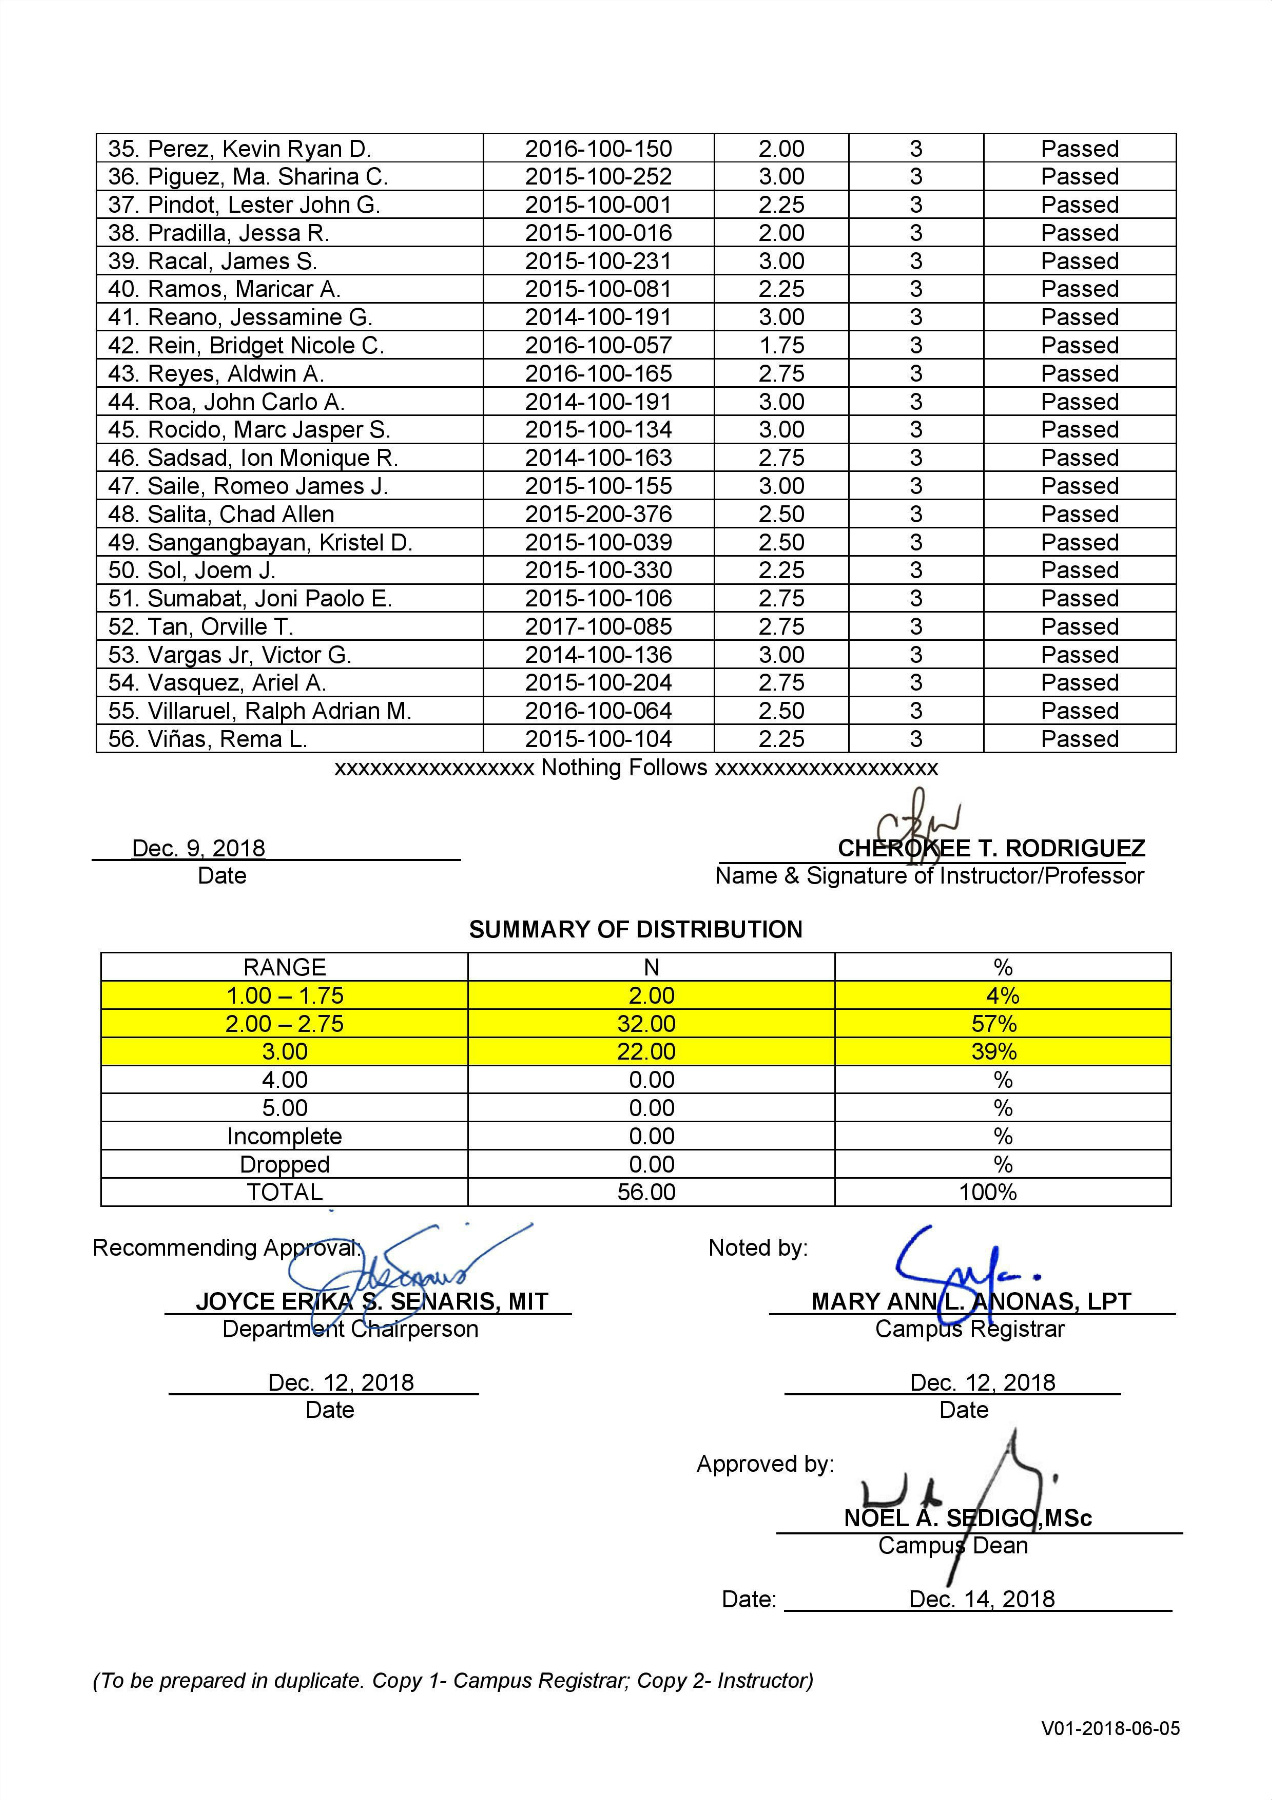 35. Perez, Kevin Ryan D. 2016-100-150 2.00 3 Passed
36. Piguez, Ma. Sharina C. 2015-100-252 3.00 3 Passed
37. Pindot, Lester John G. 2015-100-001 2.25 3 Passed
38. Pradilla, Jessa R. 2015-100-016 2.00 3 Passed
39. Racal, James S. 2015-100-231 3.00 3 Passed
40. Ramos, Maricar A. 2015-100-081 2.25 3 Passed
41. Reano, Jessamine G. 2014-100-191 3.00 3 Passed
42. Rein, Bridget Nicole C. 2016-100-057 1.75 3 Passed
43. Reyes, Aldwin A. 2016-100-165 2.75 3 Passed
44. Roa, John Carlo A. 2014-100-191 3.00 3 Passed
45. Rocido, Marc Jasper S. 2015-100-134 3.00 3 Passed
46. Sadsad, Ion Monique R. 2014-100-163 2.75 3 Passed
47. Saile, Romeo James J. 2015-100-155 3.00 3 Passed
48. Salita, Chad Allen 2015-200-376 2.50 3 Passed
49. Sangangbayan, Kristel D. 2015-100-039 2.50 3 Passed
50. Sol, Joem J. 2015-100-330 2.25 3 Passed
51. Sumabat, Joni Paolo E. 2015-100-106 2.75 3 Passed
52. Tan, Orville T. 2017-100-085 2.75 3 Passed
53. Vargas Jr, Victor G. 2014-100-136 3.00 3 Passed
54. Vasquez, Ariel A. 2015-100-204 2.75 3 Passed
55. Villaruel, Ralph Adrian M. 2016-100-064 2.50 3 Passed
56. Viñas, Rema L. 2015-100-104 2.25 3 Passed
xxxxxxxxxxxxxxxxx Nothing Follows xxxxxxxxxxxxxxxxxxx
Dec. 9, 2018 CHEROKEE T. RODRIGUEZ
Date Name & Signature of Instructor/Professor
SUMMARY OF DISTRIBUTION
RANGE N %
1.00 – 1.75 2.00 4%
2.00 – 2.75 32.00 57%
3.00 22.00 39%
4.00 0.00 %
5.00 0.00 %
Incomplete 0.00 %
Dropped 0.00 %
TOTAL 56.00 100%
Recommending Approval: Noted by:
JOYCE ERIKA S. SENARIS, MIT MARY ANN L. ANONAS, LPT
Department Chairperson Campus Registrar
Dec. 12, 2018 Dec. 12, 2018
Date Date
Approved by:
NOEL A. SEDIGO,MSc
Campus Dean
Date: Dec. 14, 2018
(To be prepared in duplicate. Copy 1- Campus Registrar; Copy 2- Instructor)
V01-2018-06-05